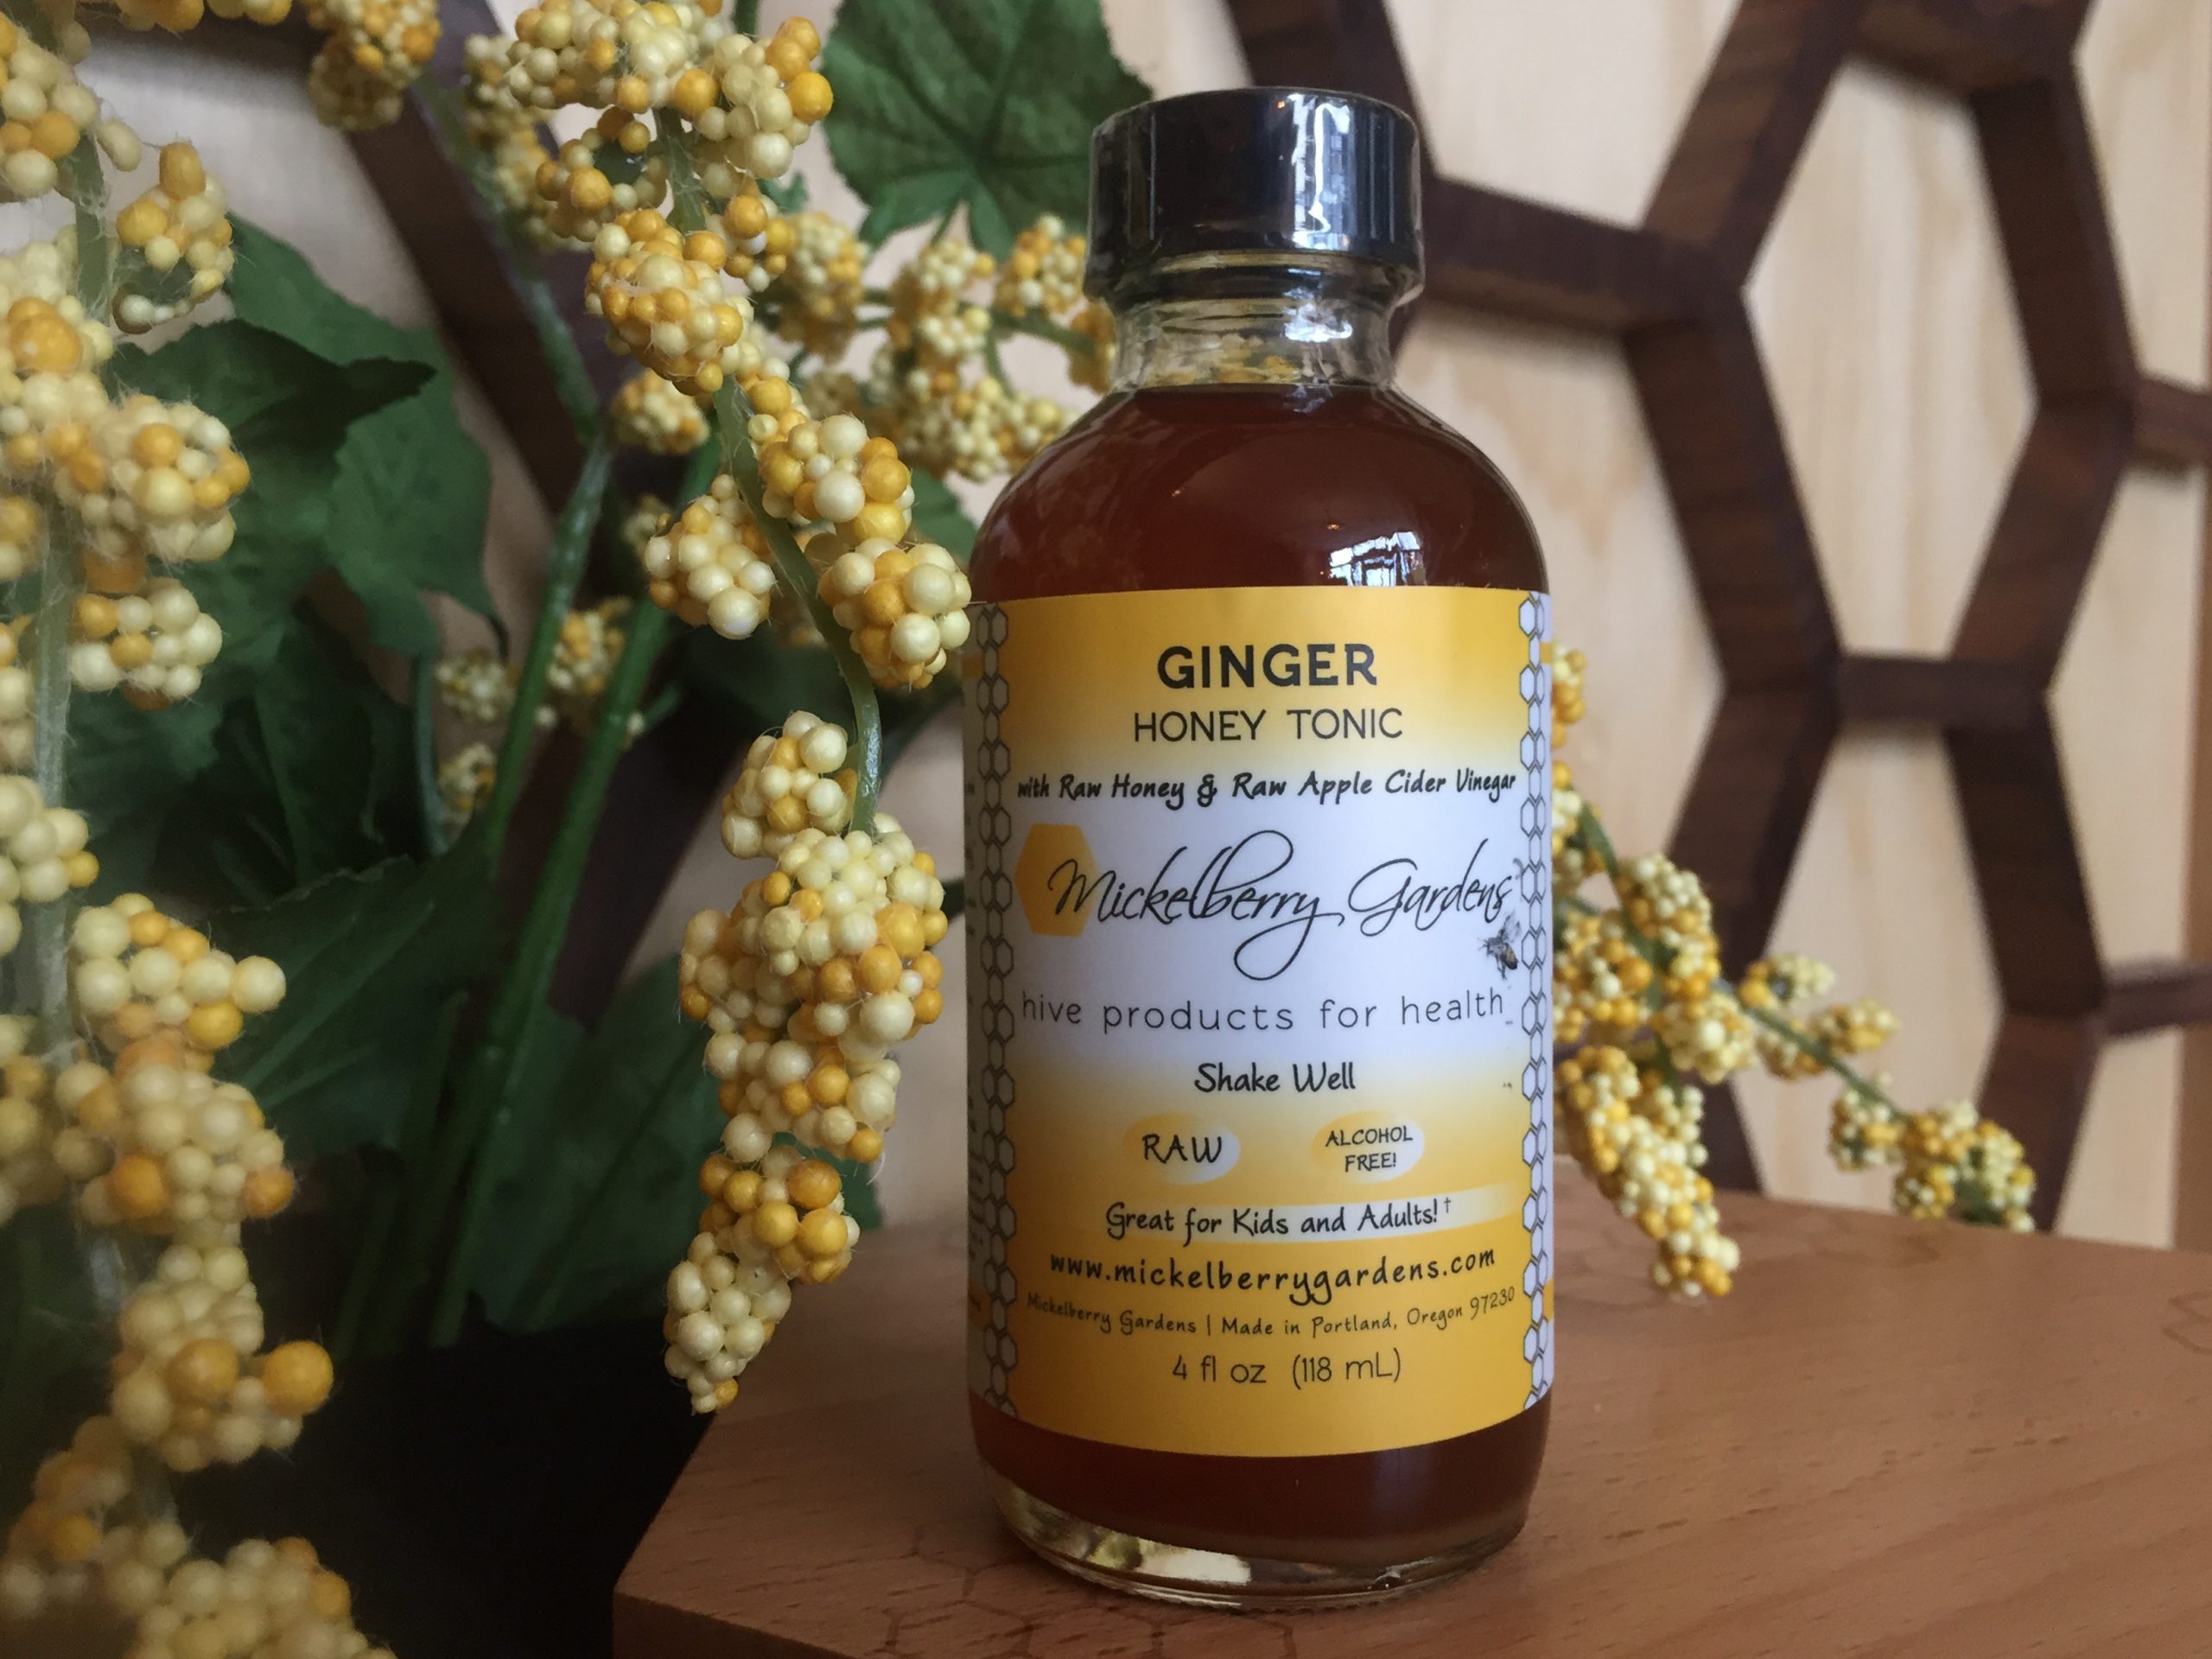 GINGER
HONEY TONIC
with Raw Honey & Raw Apple Cider Vinegar
Mickelberry Gardens
hive products for health
Shake Well
RAW
ALCOHOL
FREE!
Great for Kids and Adults!†
www.mickelberrygardens.com
Mickelberry Gardens | Made in Portland, Oregon 97230
4 fl oz (118 mL)